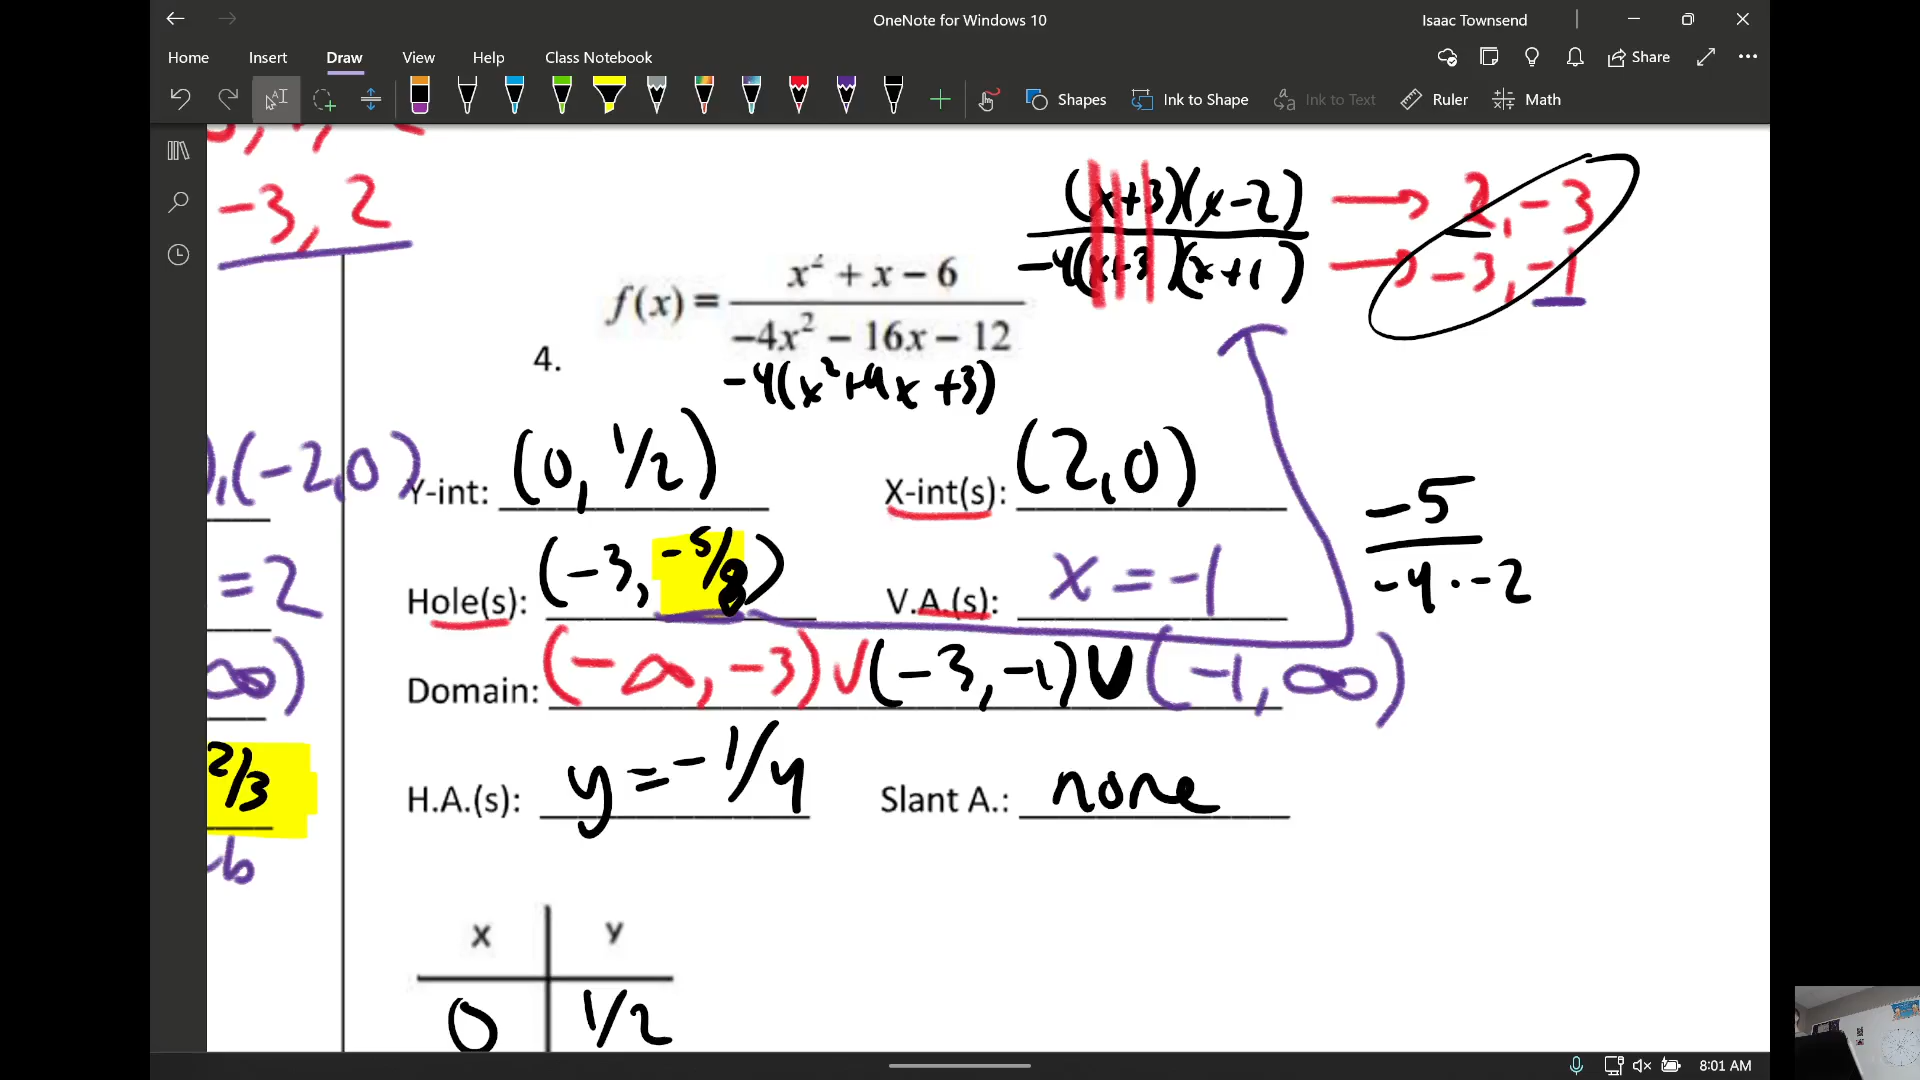 OneNote for Windows 10
Isaac Townsend
Home Insert Draw View Help Class Notebook
Share
Shapes Ink to Shape Ink to Text Ruler Math
-3, 2
(x+3)(x-2) → 2, -3
-4(x+3)(x+1) → -3, -1
f(x) = x² + x - 6
-4x² - 16x - 12
4.
-4(x²+4x+3)
), (-2,0)
Y-int: (0, 1/2)
X-int(s): (2,0)
-5
-4·-2
= 2
Hole(s): (-3, -5/8)
V.A.(s): x = -1
∞)
Domain: (-∞, -3) ∪ (-3, -1) ∪ (-1, ∞)
2/3
H.A.(s): y = -1/4
Slant A.: none
b
x y
0 1/2
8:01 AM